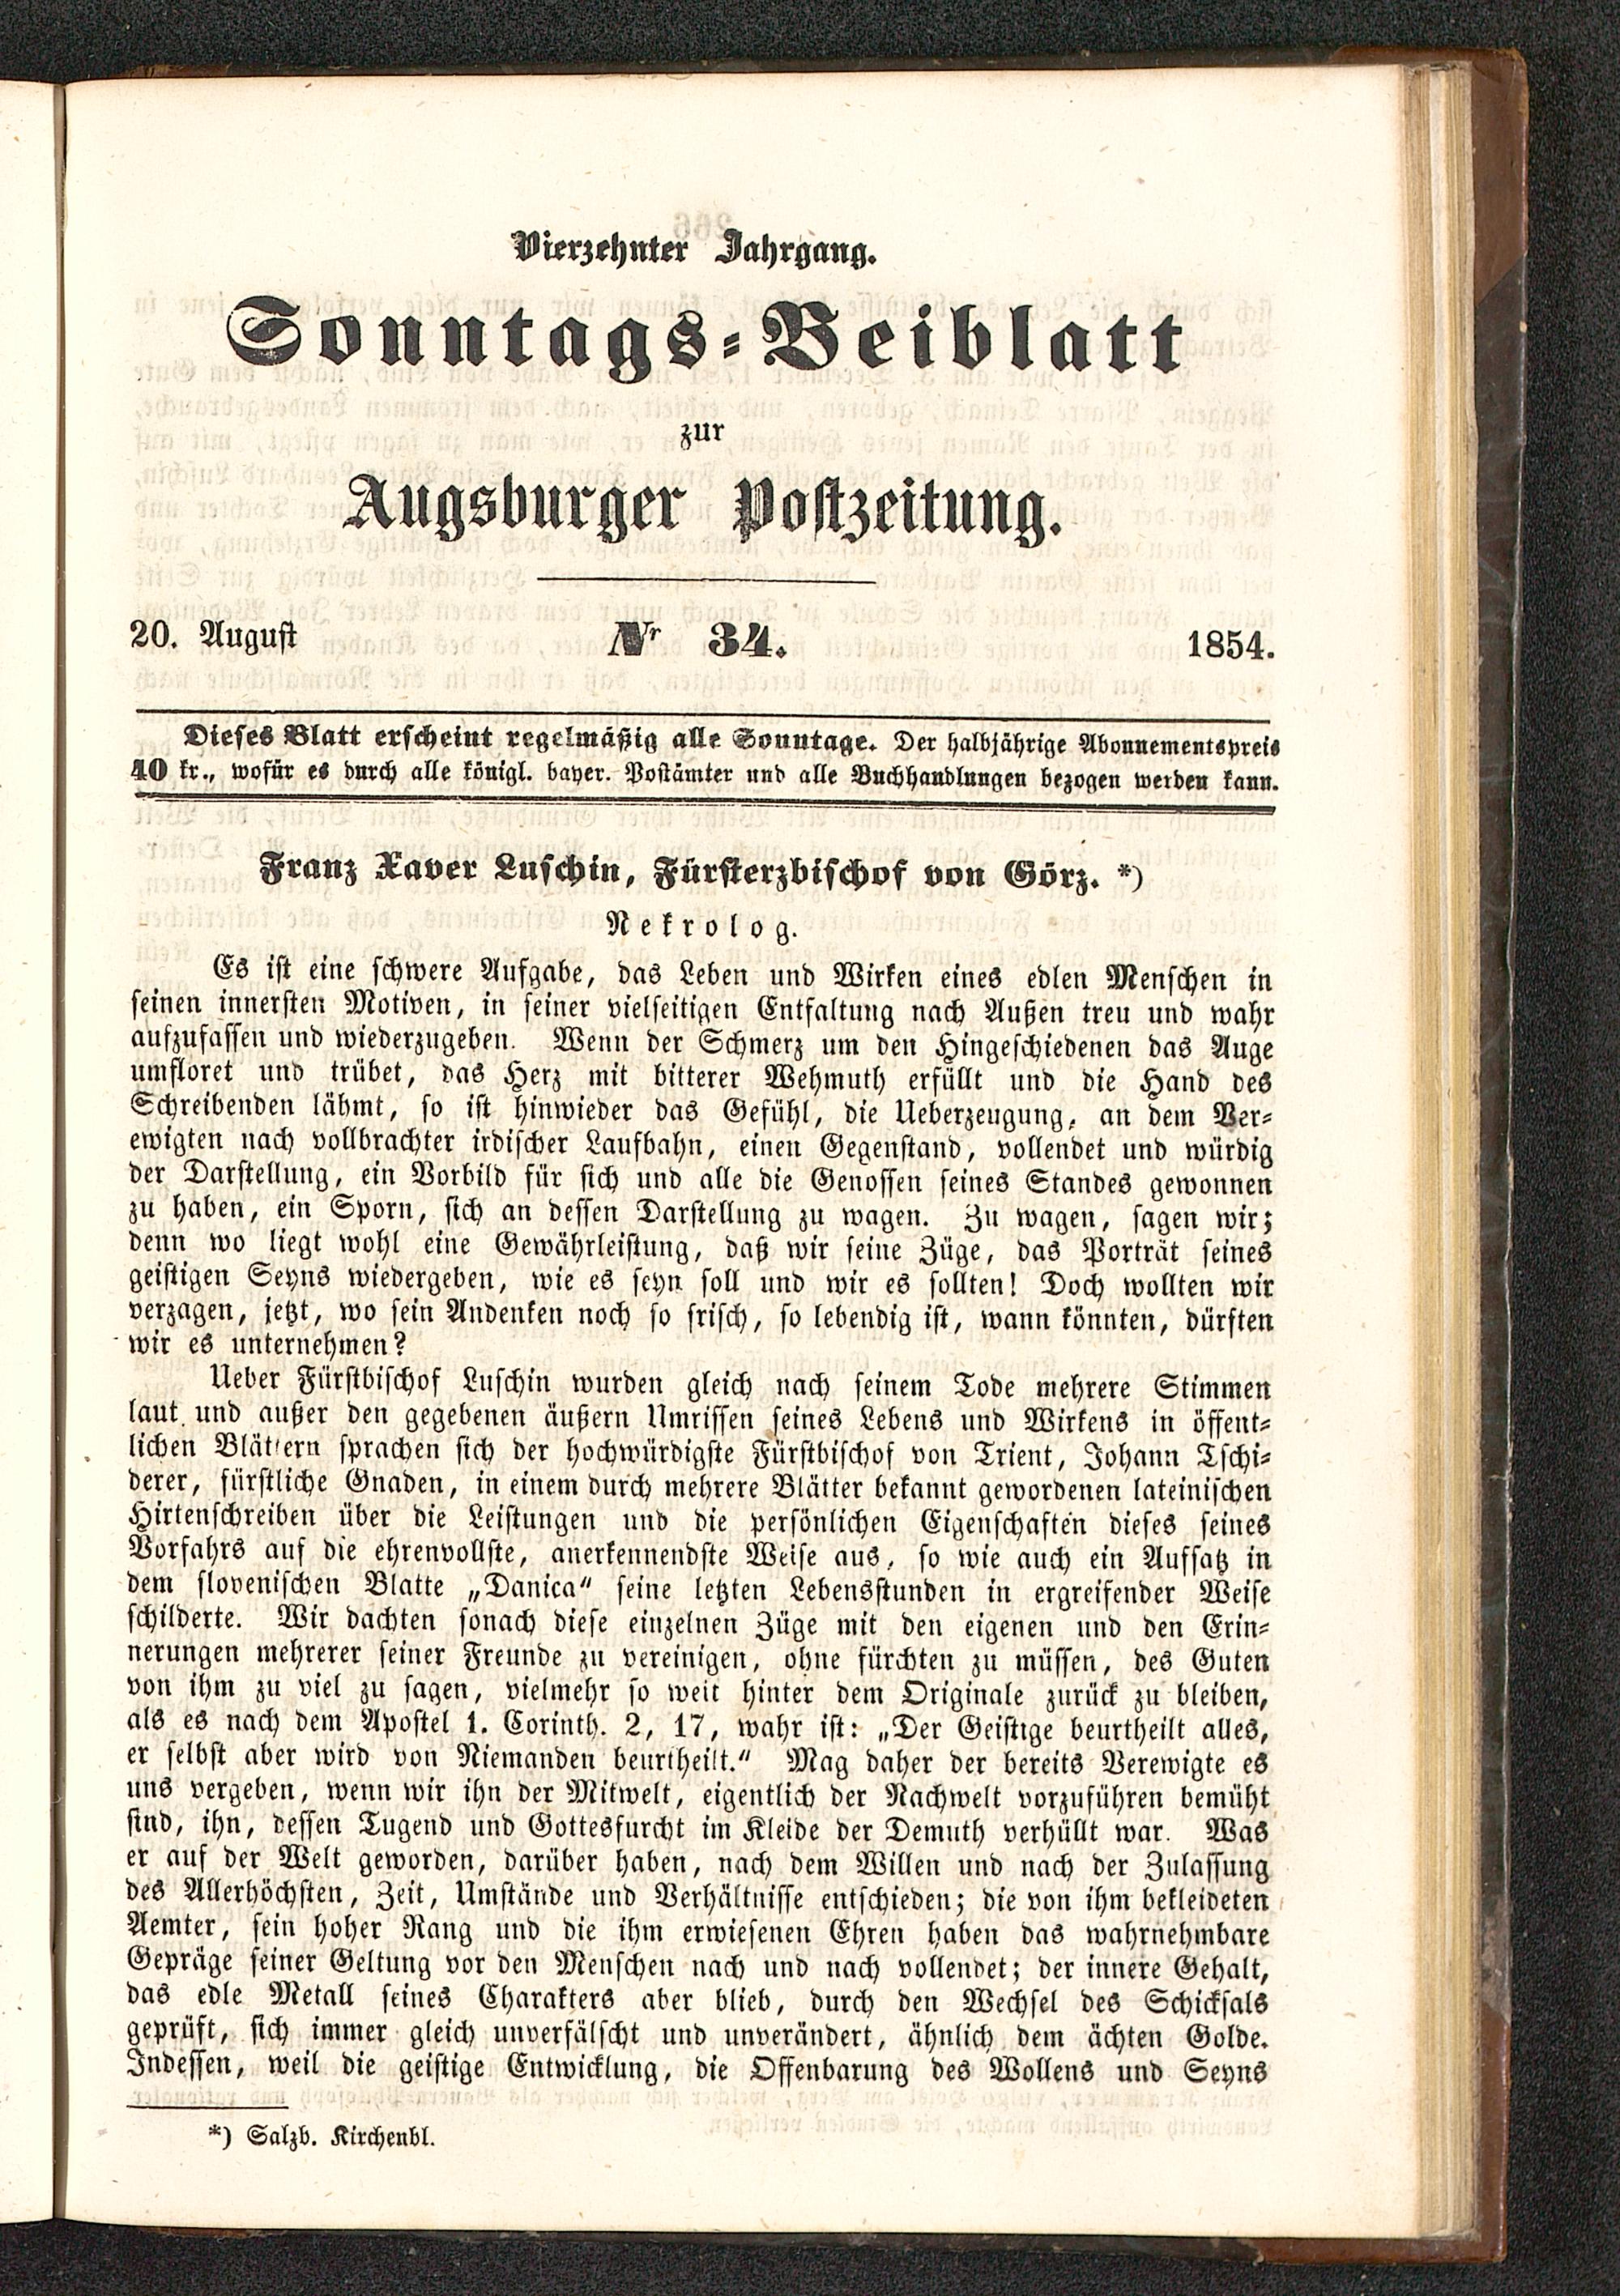 Vierzehnter Jahrgang.
Sonntags-Beiblatt
zur
Augsburger Postzeitung.
20. August Nr 34. 1854.
Dieses Blatt erscheint regelmäßig alle Sonntage. Der halbjährige Abonnementspreis
40 kr., wofür es durch alle königl. bayer. Postämter und alle Buchhandlungen bezogen werden kann.
Franz Xaver Luschin, Fürsterzbischof von Görz. *)
Nekrolog.
Es ist eine schwere Aufgabe, das Leben und Wirken eines edlen Menschen in
seinen innersten Motiven, in seiner vielseitigen Entfaltung nach Außen treu und wahr
aufzufassen und wiederzugeben. Wenn der Schmerz um den Hingeschiedenen das Auge
umfloret und trübet, das Herz mit bitterer Wehmuth erfüllt und die Hand des
Schreibenden lähmt, so ist hinwieder das Gefühl, die Ueberzeugung, an dem Ver-
ewigten nach vollbrachter irdischer Laufbahn, einen Gegenstand, vollendet und würdig
der Darstellung, ein Vorbild für sich und alle die Genossen seines Standes gewonnen
zu haben, ein Sporn, sich an dessen Darstellung zu wagen. Zu wagen, sagen wir;
denn wo liegt wohl eine Gewährleistung, daß wir seine Züge, das Porträt seines
geistigen Seyns wiedergeben, wie es seyn soll und wir es sollten! Doch wollten wir
verzagen, jetzt, wo sein Andenken noch so frisch, so lebendig ist, wann könnten, dürften
wir es unternehmen?
Ueber Fürstbischof Luschin wurden gleich nach seinem Tode mehrere Stimmen
laut und außer den gegebenen äußern Umrissen seines Lebens und Wirkens in öffent-
lichen Blättern sprachen sich der hochwürdigste Fürstbischof von Trient, Johann Tschi-
derer, fürstliche Gnaden, in einem durch mehrere Blätter bekannt gewordenen lateinischen
Hirtenschreiben über die Leistungen und die persönlichen Eigenschaften dieses seines
Vorfahrs auf die ehrenvollste, anerkennendste Weise aus, so wie auch ein Aufsatz in
dem slovenischen Blatte „Danica“ seine letzten Lebensstunden in ergreifender Weise
schilderte. Wir dachten sonach diese einzelnen Züge mit den eigenen und den Erin-
nerungen mehrerer seiner Freunde zu vereinigen, ohne fürchten zu müssen, des Guten
von ihm zu viel zu sagen, vielmehr so weit hinter dem Originale zurück zu bleiben,
als es nach dem Apostel 1. Corinth. 2, 17, wahr ist: „Der Geistige beurtheilt alles,
er selbst aber wird von Niemanden beurtheilt.“ Mag daher der bereits Verewigte es
uns vergeben, wenn wir ihn der Mitwelt, eigentlich der Nachwelt vorzuführen bemüht
sind, ihn, dessen Tugend und Gottesfurcht im Kleide der Demuth verhüllt war. Was
er auf der Welt geworden, darüber haben, nach dem Willen und nach der Zulassung
des Allerhöchsten, Zeit, Umstände und Verhältnisse entschieden; die von ihm bekleideten
Aemter, sein hoher Rang und die ihm erwiesenen Ehren haben das wahrnehmbare
Gepräge seiner Geltung vor den Menschen nach und nach vollendet; der innere Gehalt,
das edle Metall seines Charakters aber blieb, durch den Wechsel des Schicksals
geprüft, sich immer gleich unverfälscht und unverändert, ähnlich dem ächten Golde.
Indessen, weil die geistige Entwicklung, die Offenbarung des Wollens und Seyns
*) Salzb. Kirchenbl.